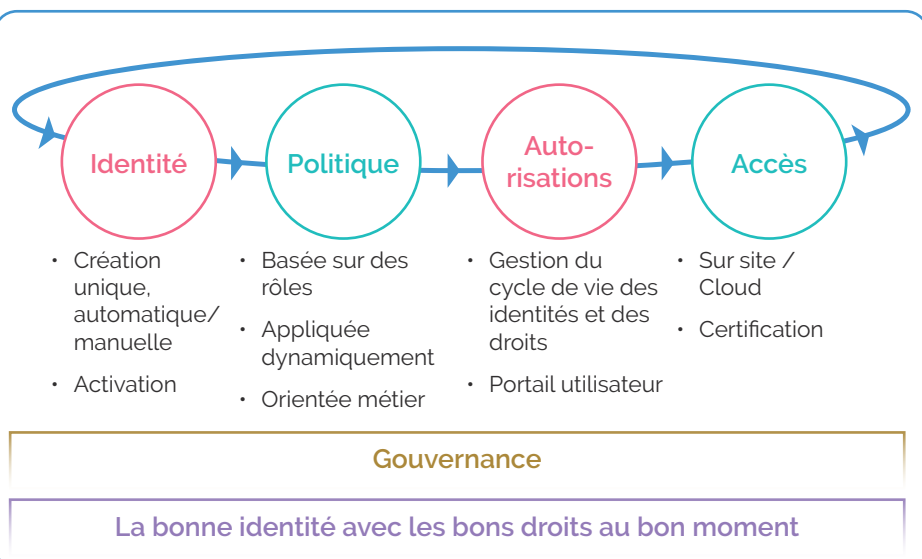 Identité
Politique
Auto-
risations
Accès
• Création
unique,
automatique/
manuelle
• Activation
• Basée sur des
rôles
• Appliquée
dynamiquement
• Orientée métier
• Gestion du
cycle de vie des
identités et des
droits
• Portail utilisateur
• Sur site /
Cloud
• Certification
Gouvernance
La bonne identité avec les bons droits au bon moment